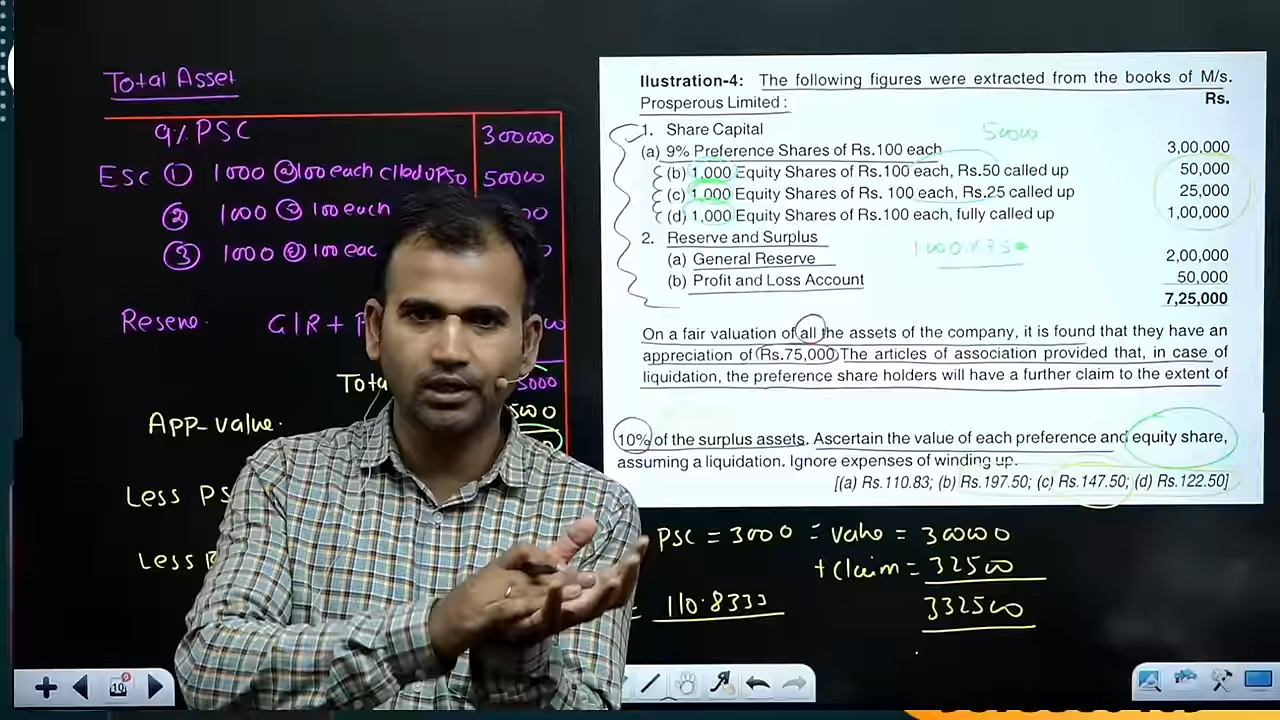 Total Asset
9% PSC 300000
ESC ① 1000 @ 100 each clled up 50 50000
② 1000 @ 100 each
③ 1000 @ 100 eac
Reserve. G/R +
Tota 5000
App-value.
Less PS
Less
Illustration-4: The following figures were extracted from the books of M/s.
Prosperous Limited : Rs.
1. Share Capital
50000
(a) 9% Preference Shares of Rs.100 each 3,00,000
(b) 1,000 Equity Shares of Rs.100 each, Rs.50 called up 50,000
(c) 1,000 Equity Shares of Rs. 100 each, Rs.25 called up 25,000
(d) 1,000 Equity Shares of Rs.100 each, fully called up 1,00,000
2. Reserve and Surplus
(a) General Reserve 2,00,000
(b) Profit and Loss Account 50,000
7,25,000
On a fair valuation of all the assets of the company, it is found that they have an
appreciation of Rs.75,000 The articles of association provided that, in case of
liquidation, the preference share holders will have a further claim to the extent of
10% of the surplus assets. Ascertain the value of each preference and equity share,
assuming a liquidation. Ignore expenses of winding up.
[(a) Rs.110.83; (b) Rs.197.50; (c) Rs.147.50; (d) Rs.122.50]
PSC = 3000 = value = 300000
+ Claim = 32500
= 110.8333 332500
10